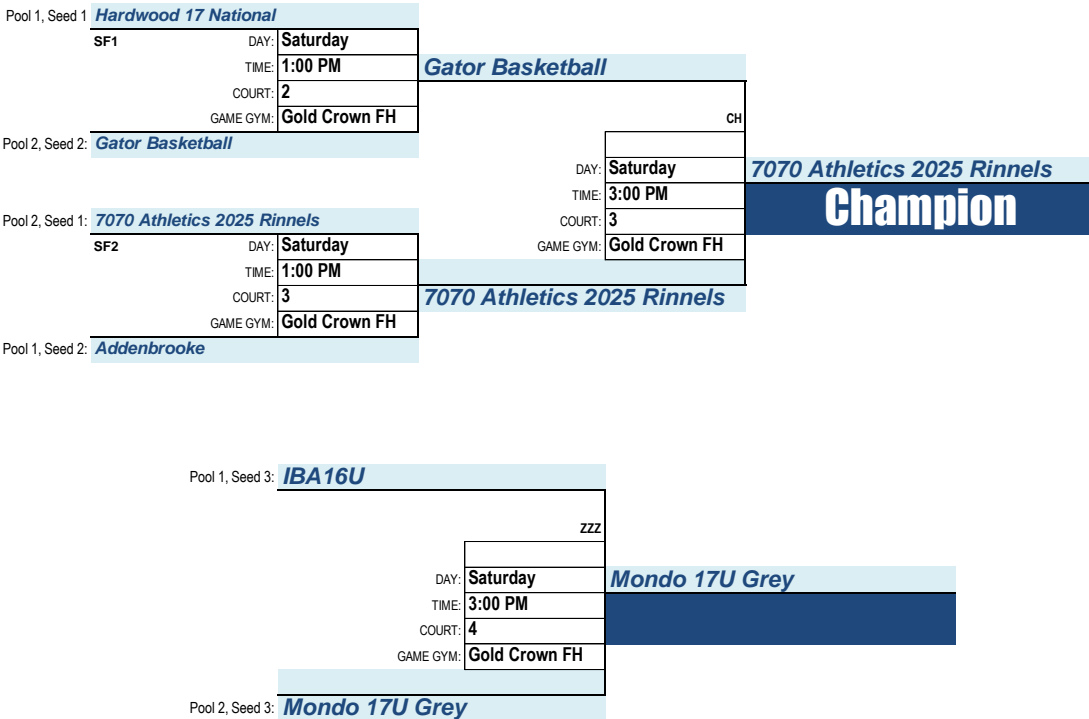 Pool 1, Seed 1 Hardwood 17 National
SF1 DAY: Saturday
TIME: 1:00 PM Gator Basketball
COURT: 2
GAME GYM: Gold Crown FH CH
Pool 2, Seed 2: Gator Basketball
DAY: Saturday 7070 Athletics 2025 Rinnels
TIME: 3:00 PM Champion
Pool 2, Seed 1: 7070 Athletics 2025 Rinnels COURT: 3
SF2 DAY: Saturday GAME GYM: Gold Crown FH
TIME: 1:00 PM
COURT: 3 7070 Athletics 2025 Rinnels
GAME GYM: Gold Crown FH
Pool 1, Seed 2: Addenbrooke
Pool 1, Seed 3: IBA16U
ZZZ
DAY: Saturday Mondo 17U Grey
TIME: 3:00 PM
COURT: 4
GAME GYM: Gold Crown FH
Pool 2, Seed 3: Mondo 17U Grey